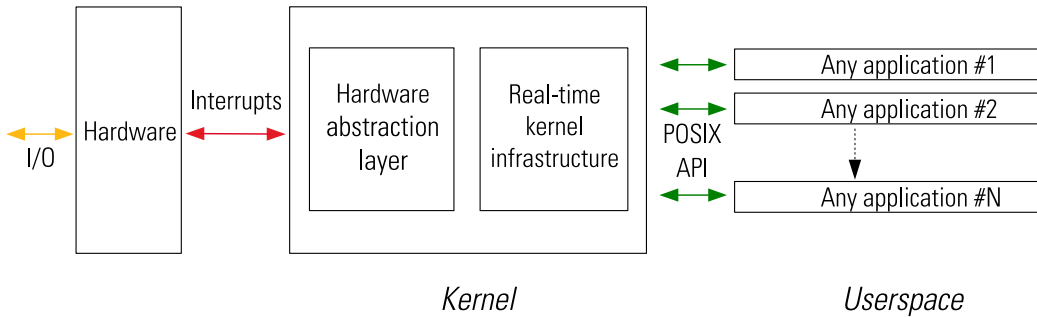 I/O
Hardware
Interrupts
Hardware
abstraction
layer
Real-time
kernel
infrastructure
POSIX
API
Any application #1
Any application #2
Any application #N
Kernel
Userspace